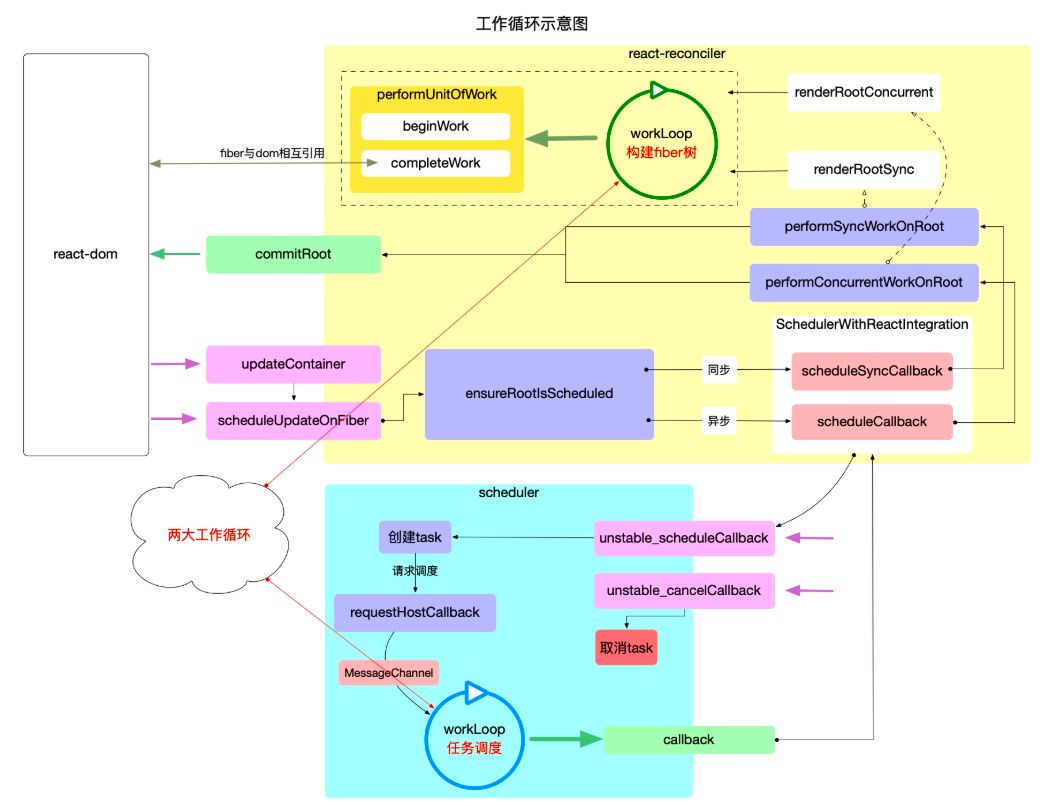 工作循环示意图
react-reconciler
performUnitOfWork
beginWork
completeWork
workLoop
构建fiber树
renderRootConcurrent
renderRootSync
fiber与dom相互引用
react-dom
commitRoot
performSyncWorkOnRoot
performConcurrentWorkOnRoot
SchedulerWithReactIntegration
updateContainer
scheduleUpdateOnFiber
ensureRootIsScheduled
同步
scheduleSyncCallback
异步
scheduleCallback
两大工作循环
scheduler
创建task
unstable_scheduleCallback
请求调度
requestHostCallback
unstable_cancelCallback
取消task
MessageChannel
workLoop
任务调度
callback